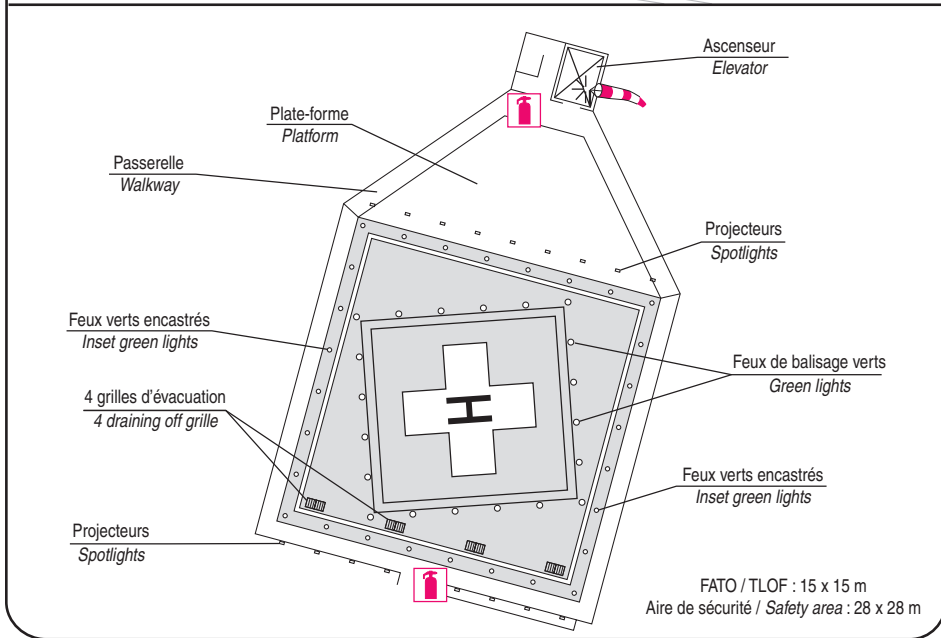 Ascenseur
Elevator
Plate-forme
Platform
Passerelle
Walkway
Projecteurs
Spotlights
Feux verts encastrés
Inset green lights
Feux de balisage verts
Green lights
4 grilles d'évacuation
4 draining off grille
H
Feux verts encastrés
Inset green lights
Projecteurs
Spotlights
FATO / TLOF : 15 x 15 m
Aire de sécurité / Safety area : 28 x 28 m